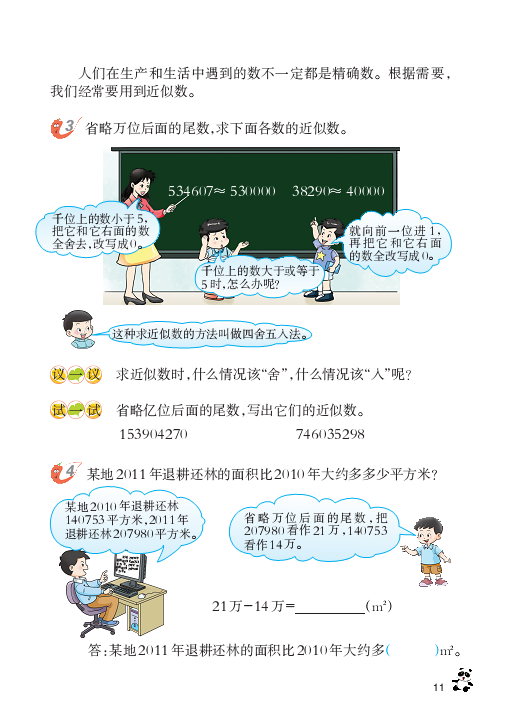 人们在生产和生活中遇到的数不一定都是精确数。根据需要,
我们经常要用到近似数。
3 省略万位后面的尾数,求下面各数的近似数。
534607≈530000 38290≈40000
千位上的数小于5,
把它和它右面的数
全舍去,改写成0。
千位上的数大于或等于
5时,怎么办呢?
就向前一位进1,
再把它和它右面
的数全改写成0。
这种求近似数的方法叫做四舍五入法。
议一议 求近似数时,什么情况该“舍”,什么情况该“入”呢?
试一试 省略亿位后面的尾数,写出它们的近似数。
153904270 746035298
4 某地2011年退耕还林的面积比2010年大约多多少平方米?
某地2010年退耕还林
140753平方米,2011年
退耕还林207980平方米。
省略万位后面的尾数,把
207980看作21万,140753
看作14万。
21万-14万=__________(m²)
答:某地2011年退耕还林的面积比2010年大约多( )m²。
11